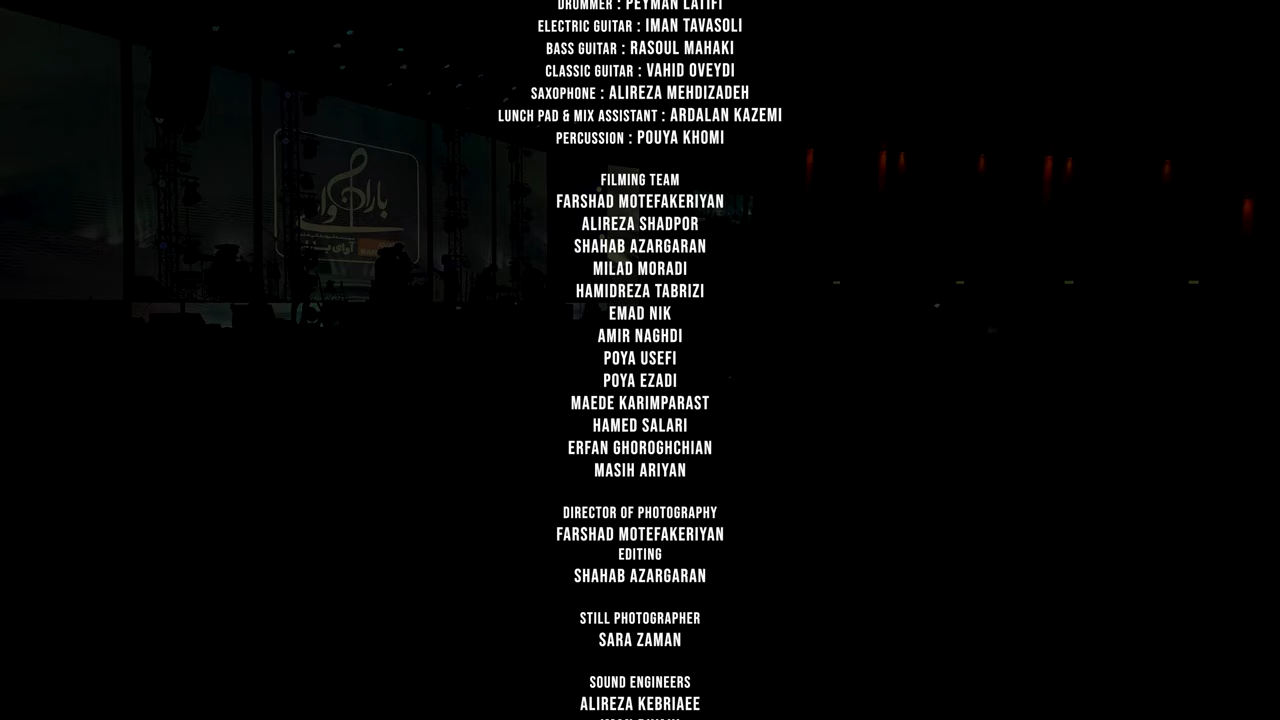 DRUMMER : PEYMAN LATIFI
ELECTRIC GUITAR : IMAN TAVASOLI
BASS GUITAR : RASOUL MAHAKI
CLASSIC GUITAR : VAHID OVEYDI
SAXOPHONE : ALIREZA MEHDIZADEH
LUNCH PAD & MIX ASSISTANT : ARDALAN KAZEMI
PERCUSSION : POUYA KHOMI
باران
آوای
FILMING TEAM
FARSHAD MOTEFAKERIYAN
ALIREZA SHADPOR
SHAHAB AZARGARAN
MILAD MORADI
HAMIDREZA TABRIZI
EMAD NIK
AMIR NAGHDI
POYA USEFI
POYA EZADI
MAEDE KARIMPARAST
HAMED SALARI
ERFAN GHOROGHCHIAN
MASIH ARIYAN
DIRECTOR OF PHOTOGRAPHY
FARSHAD MOTEFAKERIYAN
EDITING
SHAHAB AZARGARAN
STILL PHOTOGRAPHER
SARA ZAMAN
SOUND ENGINEERS
ALIREZA KEBRIAEE